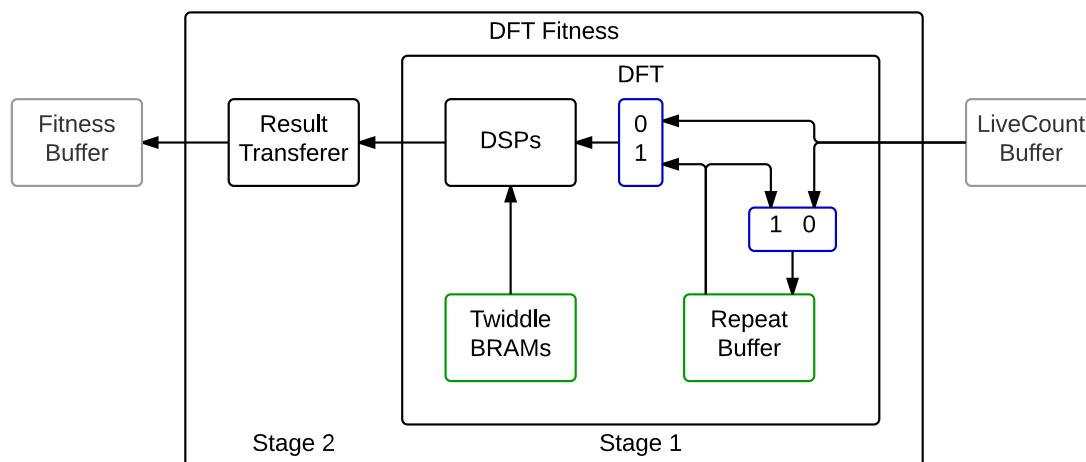 DFT Fitness
DFT
Fitness
Buffer
Result
Transferer
DSPs
0
1
LiveCount
Buffer
1 0
Twiddle
BRAMs
Repeat
Buffer
Stage 2
Stage 1